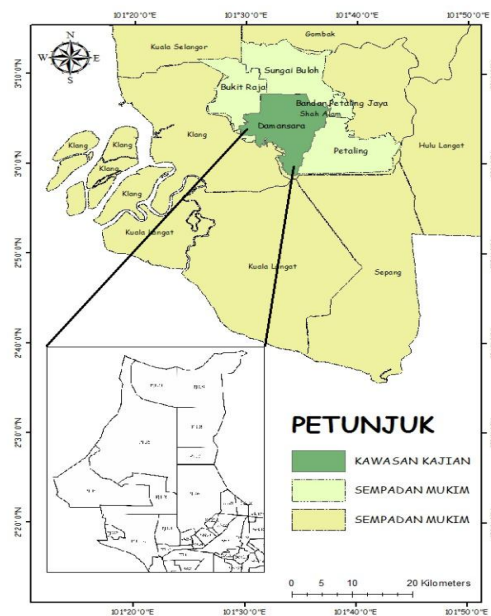 101°20'0"E 101°30'0"E 101°40'0"E 101°50'0"E
N
W E
S
3°10'0"N
3°0'0"N
2°50'0"N
2°40'0"N
2°30'0"N
2°20'0"N
Gombak
Kuala Selangor
Sungai Buloh
Bukit Raja
Bandar Petaling Jaya
Shah Alam
Damansara
Klang
Petaling
Hulu Langat
Klang
Klang
Klang
Klang
Kuala Langat
Kuala Langat
Sepang
PETUNJUK
KAWASAN KAJIAN
SEMPADAN MUKIM
SEMPADAN MUKIM
0 5 10 20 Kilometers
101°20'0"E 101°30'0"E 101°40'0"E 101°50'0"E